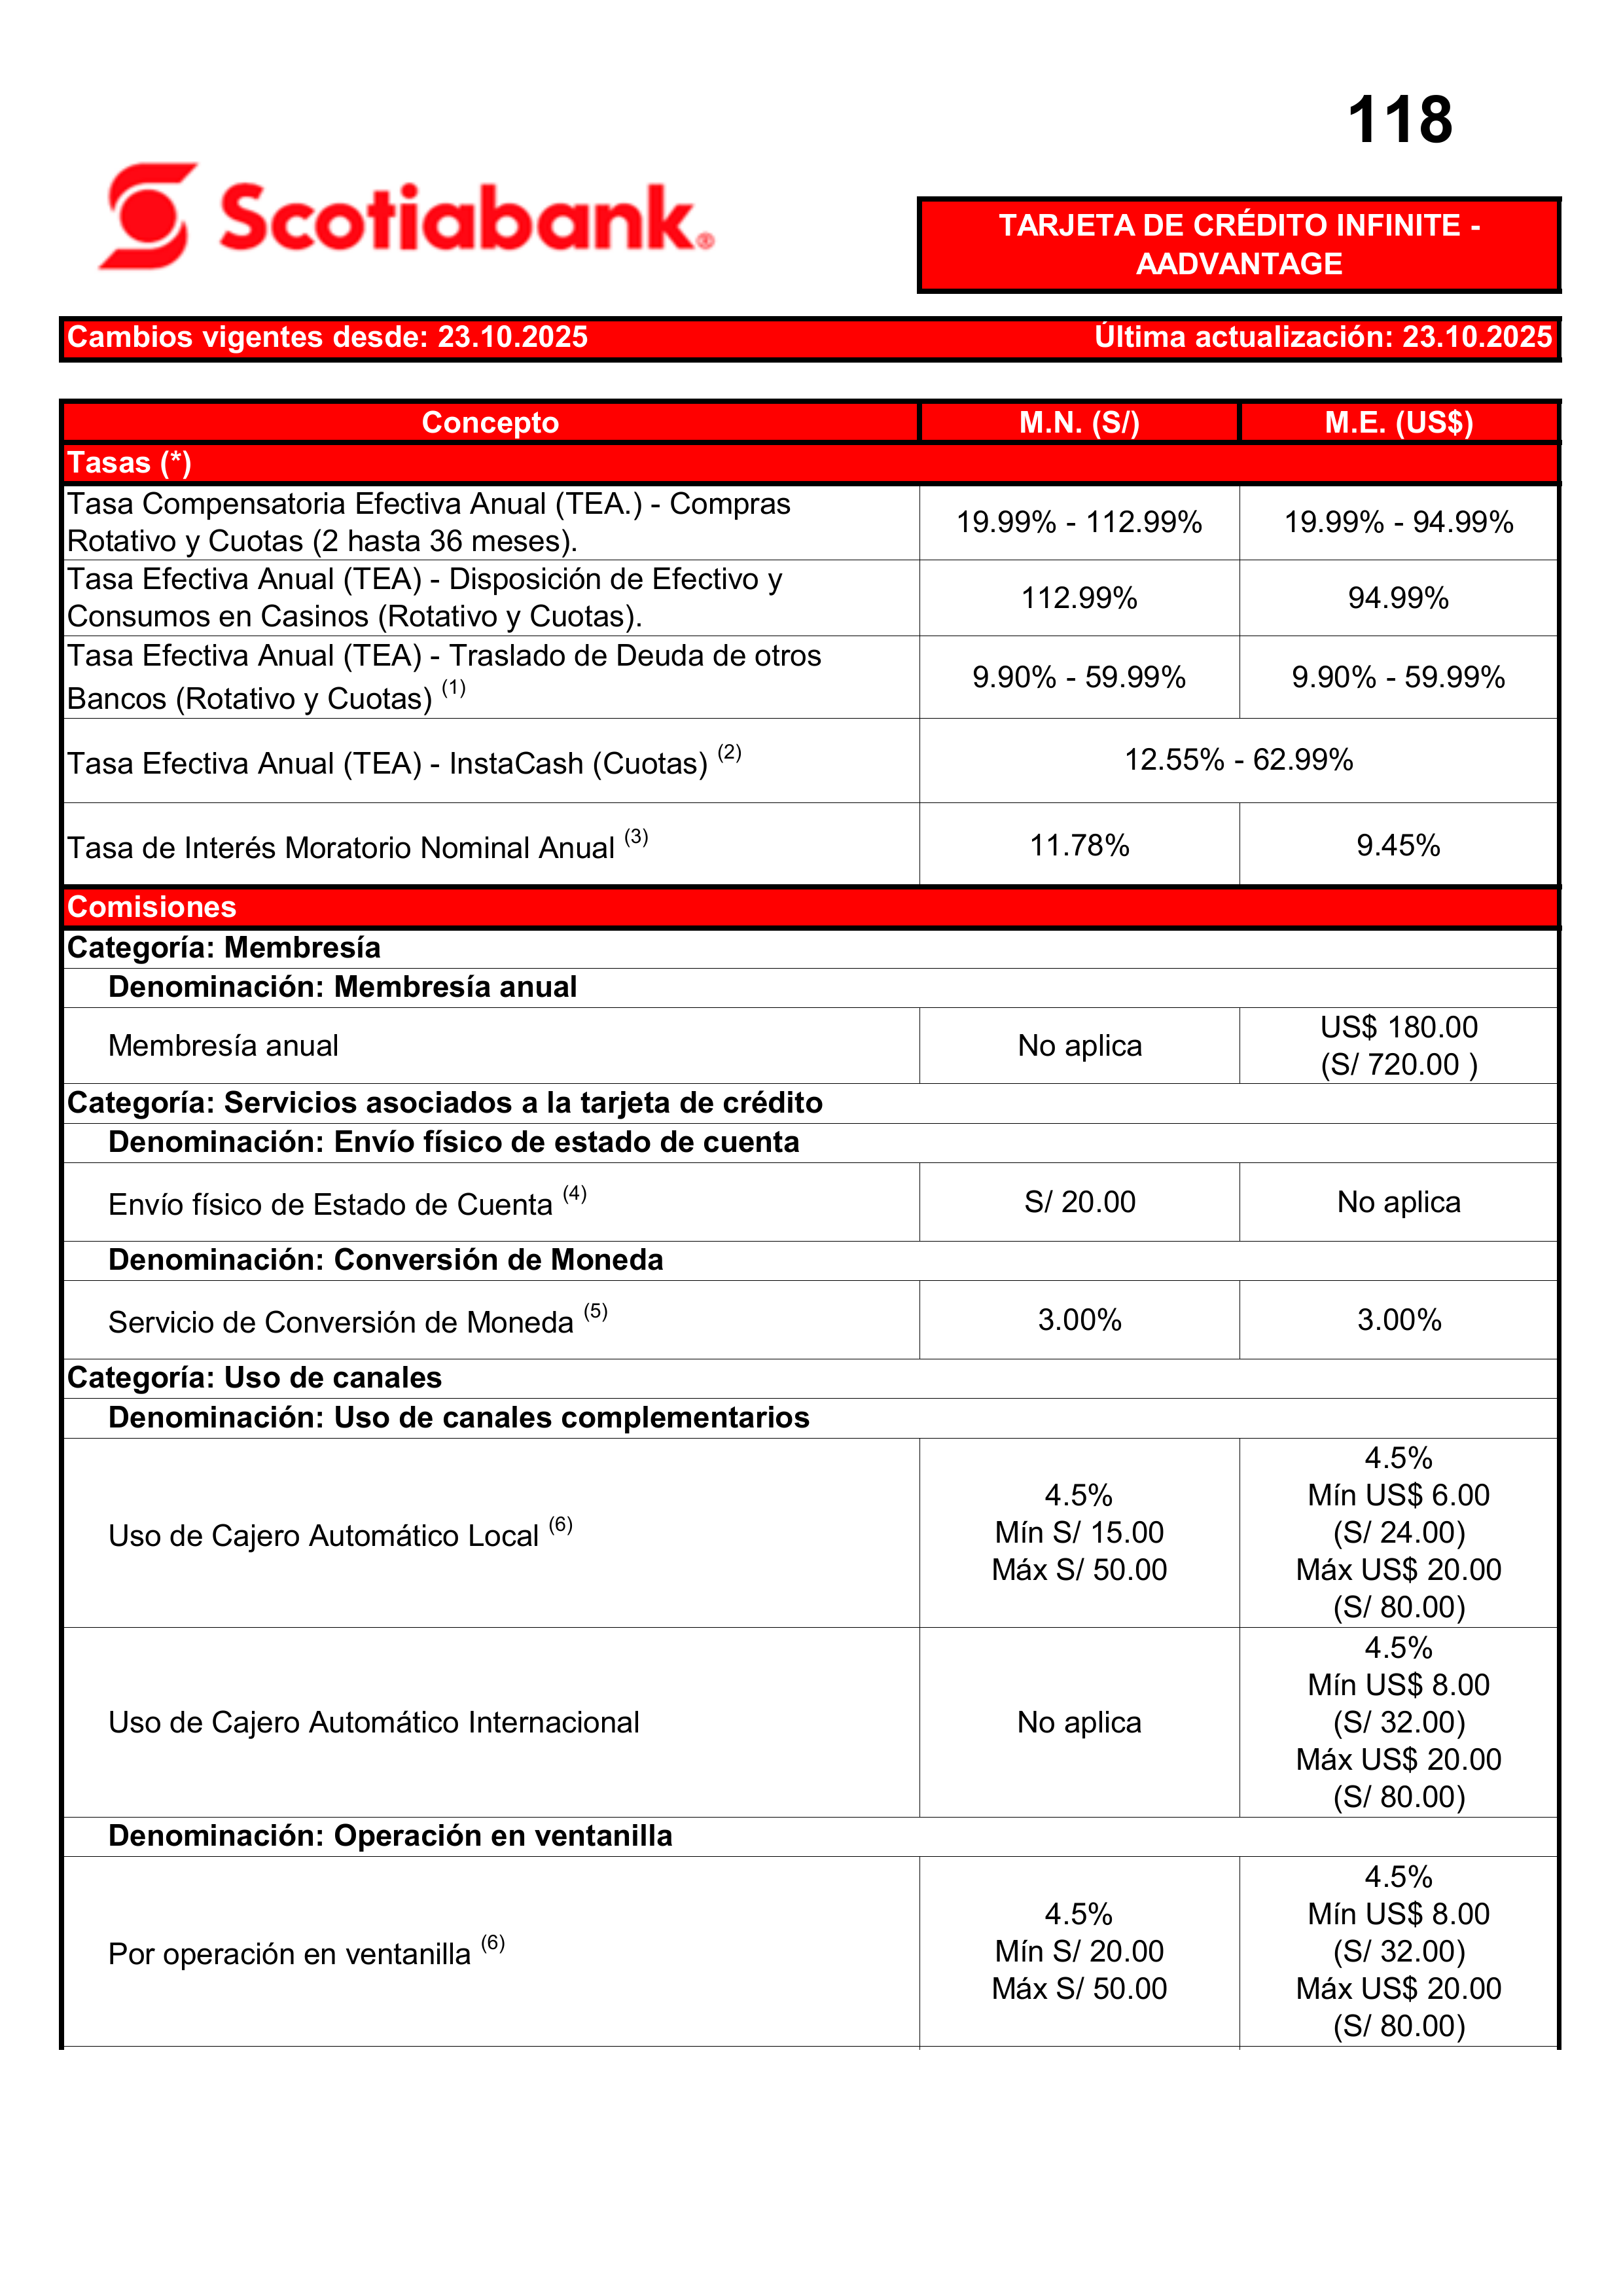 118
Scotiabank®
TARJETA DE CRÉDITO INFINITE -
AADVANTAGE
Cambios vigentes desde: 23.10.2025 Última actualización: 23.10.2025
Concepto M.N. (S/) M.E. (US$)
Tasas (*)
Tasa Compensatoria Efectiva Anual (TEA.) - Compras
Rotativo y Cuotas (2 hasta 36 meses).
19.99% - 112.99% 19.99% - 94.99%
Tasa Efectiva Anual (TEA) - Disposición de Efectivo y
Consumos en Casinos (Rotativo y Cuotas).
112.99% 94.99%
Tasa Efectiva Anual (TEA) - Traslado de Deuda de otros
Bancos (Rotativo y Cuotas) (1)
9.90% - 59.99% 9.90% - 59.99%
Tasa Efectiva Anual (TEA) - InstaCash (Cuotas) (2) 12.55% - 62.99%
Tasa de Interés Moratorio Nominal Anual (3) 11.78% 9.45%
Comisiones
Categoría: Membresía
Denominación: Membresía anual
Membresía anual No aplica US$ 180.00
(S/ 720.00 )
Categoría: Servicios asociados a la tarjeta de crédito
Denominación: Envío físico de estado de cuenta
Envío físico de Estado de Cuenta (4) S/ 20.00 No aplica
Denominación: Conversión de Moneda
Servicio de Conversión de Moneda (5) 3.00% 3.00%
Categoría: Uso de canales
Denominación: Uso de canales complementarios
Uso de Cajero Automático Local (6)
4.5%
Mín S/ 15.00
Máx S/ 50.00
4.5%
Mín US$ 6.00
(S/ 24.00)
Máx US$ 20.00
(S/ 80.00)
Uso de Cajero Automático Internacional
No aplica
4.5%
Mín US$ 8.00
(S/ 32.00)
Máx US$ 20.00
(S/ 80.00)
Denominación: Operación en ventanilla
Por operación en ventanilla (6)
4.5%
Mín S/ 20.00
Máx S/ 50.00
4.5%
Mín US$ 8.00
(S/ 32.00)
Máx US$ 20.00
(S/ 80.00)